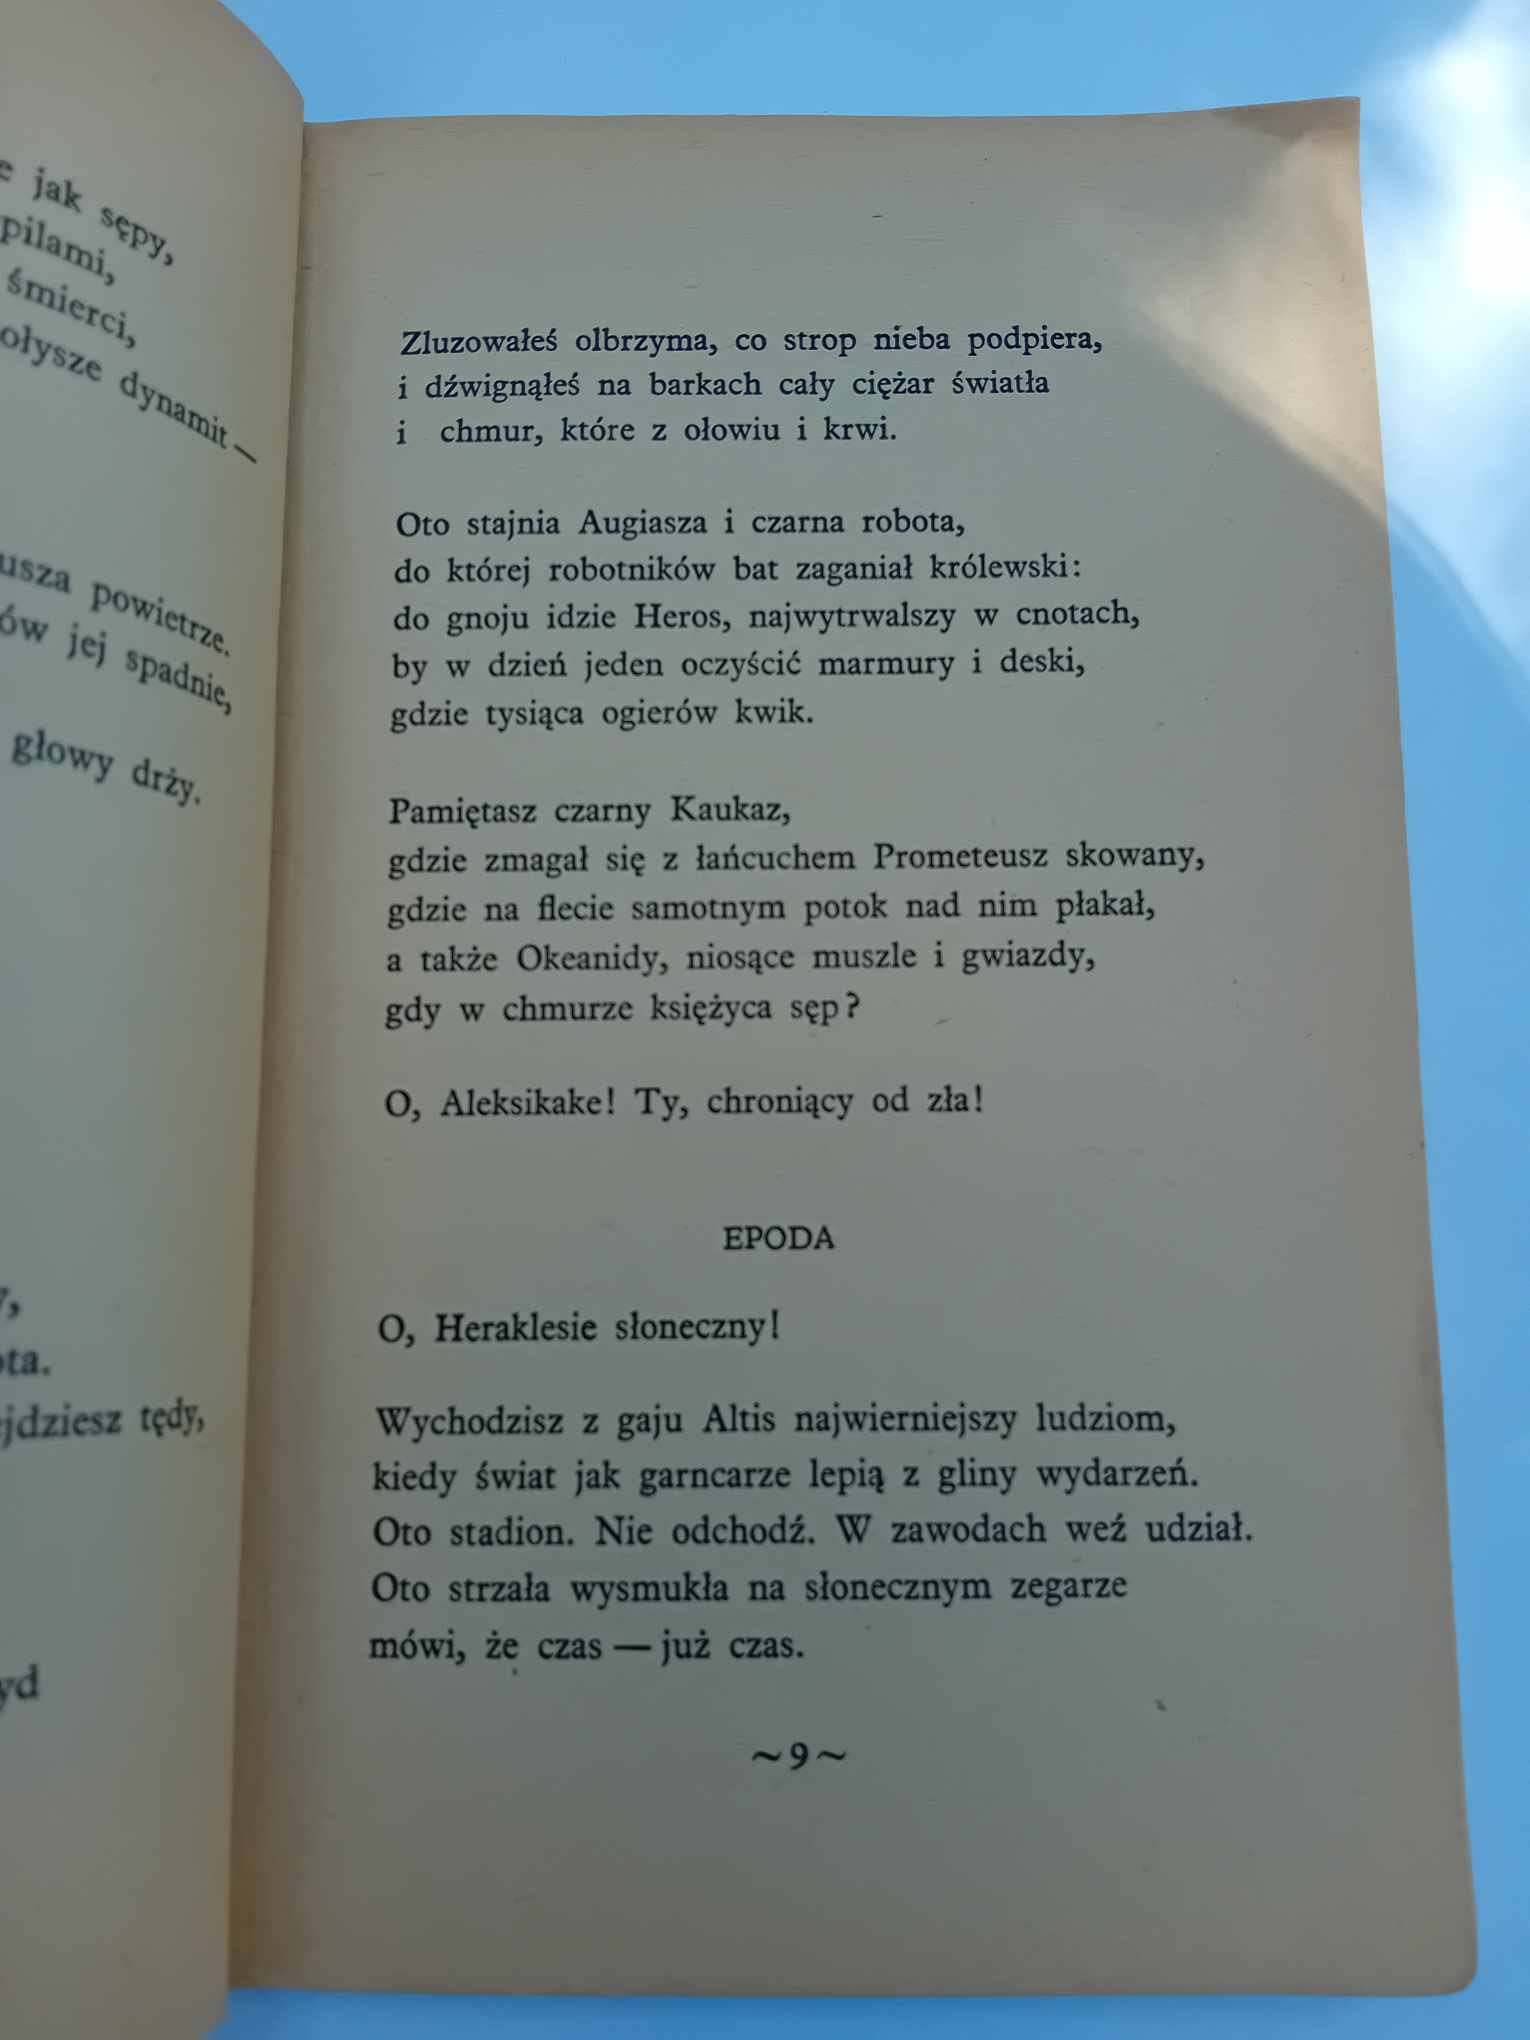 jak sępy,
śmierci,
dynamit —
powietrze.
jej spadnie,
głowy drży.
tędy,
Zluzowałeś olbrzyma, co strop nieba podpiera,
i dźwignąłeś na barkach cały ciężar światła
i chmur, które z ołowiu i krwi.
Oto stajnia Augiasza i czarna robota,
do której robotników bat zaganiał królewski:
do gnoju idzie Heros, najwytrwalszy w cnotach,
by w dzień jeden oczyścić marmury i deski,
gdzie tysiąca ogierów kwik.
Pamiętasz czarny Kaukaz,
gdzie zmagał się z łańcuchem Prometeusz skowany,
gdzie na flecie samotnym potok nad nim płakał,
a także Okeanidy, niosące muszle i gwiazdy,
gdy w chmurze księżyca sęp?
O, Aleksikake! Ty, chroniący od zła!
EPODA
O, Heraklesie słoneczny!
Wychodzisz z gaju Altis najwierniejszy ludziom,
kiedy świat jak garncarze lepią z gliny wydarzeń.
Oto stadion. Nie odchodź. W zawodach weź udział.
Oto strzała wysmukła na słonecznym zegarze
mówi, że czas — już czas.
~9~